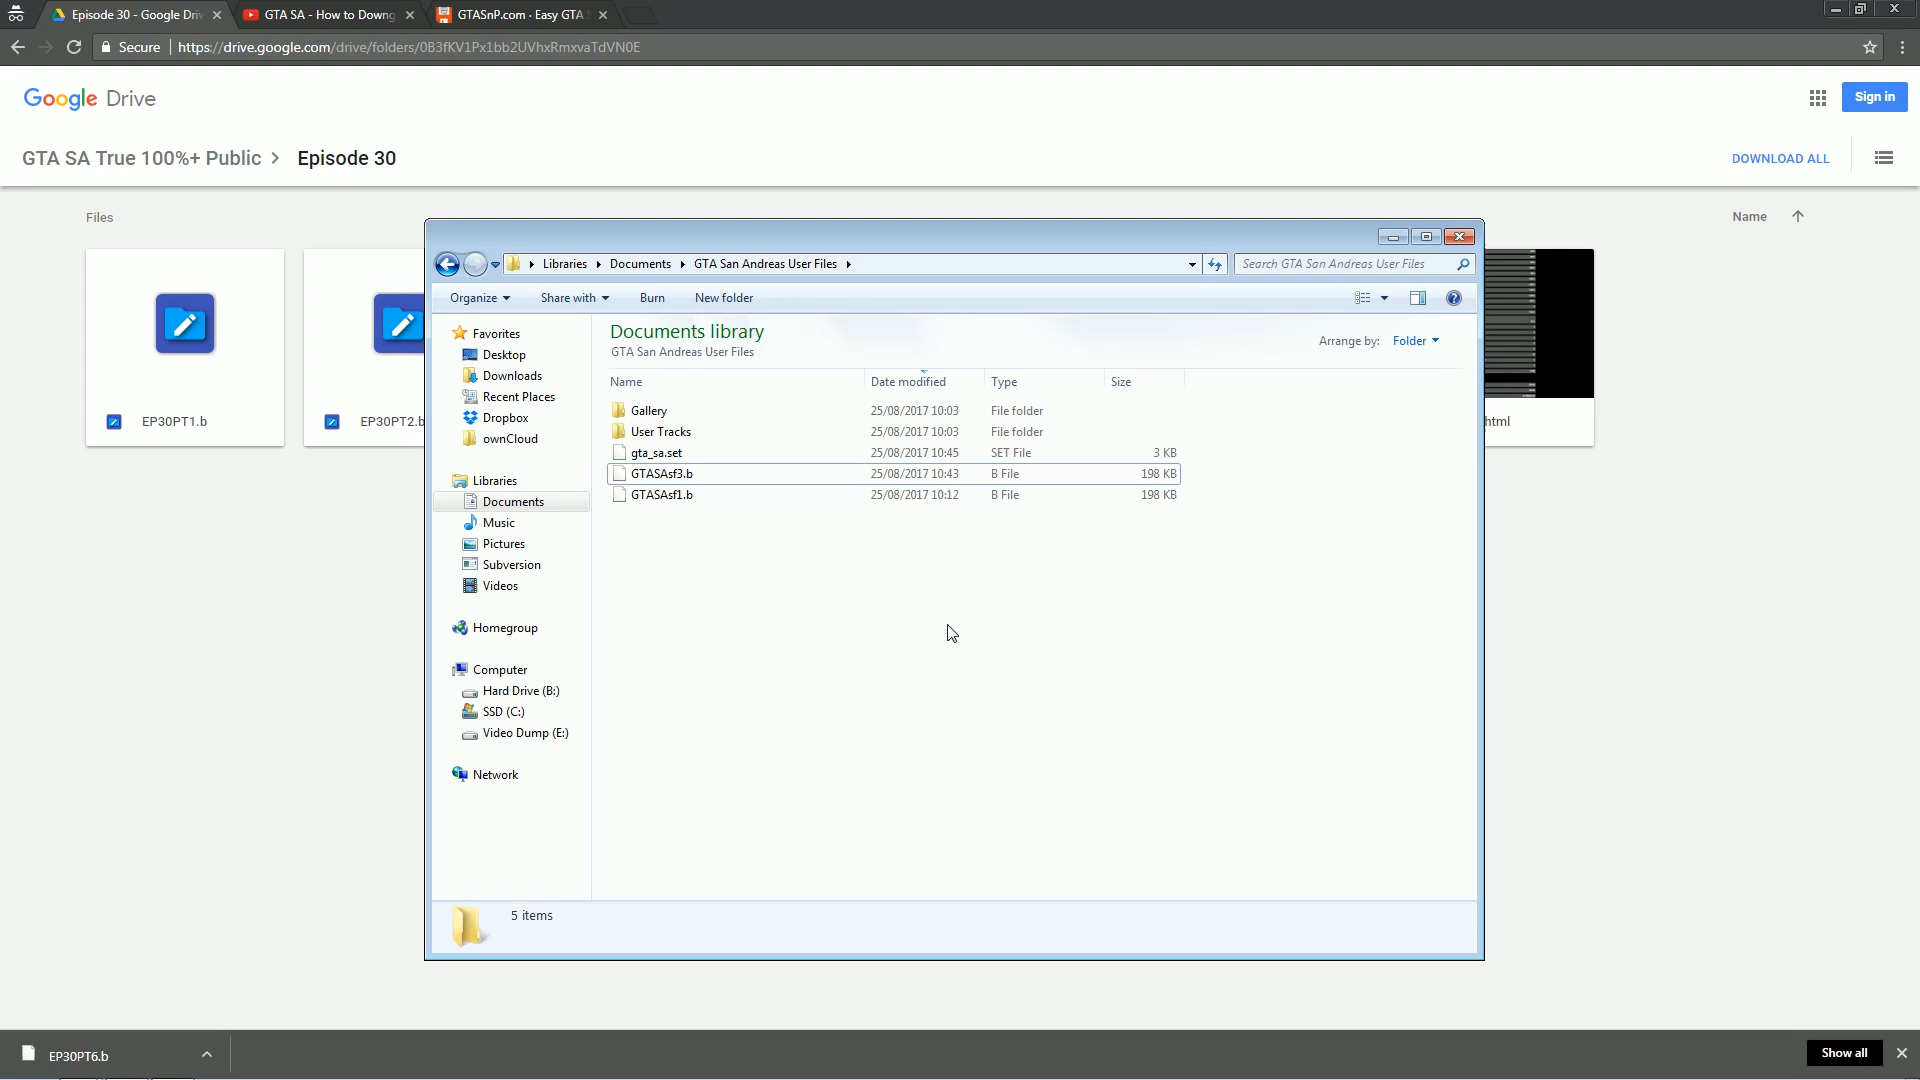 Episode 30 - Google Dri
GTA SA - How to Downg
GTASnP.com · Easy GTA S
Secure
https://drive.google.com/drive/folders/0B3fKV1Px1bb2UVhxRmxvaTdVN0E
Google Drive
Sign in
GTA SA True 100%+ Public > Episode 30
DOWNLOAD ALL
Files
Name
EP30PT1.b
EP30PT2.b
html
Libraries
Documents
GTA San Andreas User Files
Search GTA San Andreas User Files
Organize
Share with
Burn
New folder
Favorites
Desktop
Downloads
Recent Places
Dropbox
ownCloud
Libraries
Documents
Music
Pictures
Subversion
Videos
Homegroup
Computer
Hard Drive (B:)
SSD (C:)
Video Dump (E:)
Network
Documents library
GTA San Andreas User Files
Arrange by: Folder
Name Date modified Type Size
Gallery 25/08/2017 10:03 File folder
User Tracks 25/08/2017 10:03 File folder
gta_sa.set 25/08/2017 10:45 SET File 3 KB
GTASAsf3.b 25/08/2017 10:43 B File 198 KB
GTASAsf1.b 25/08/2017 10:12 B File 198 KB
5 items
EP30PT6.b
Show all